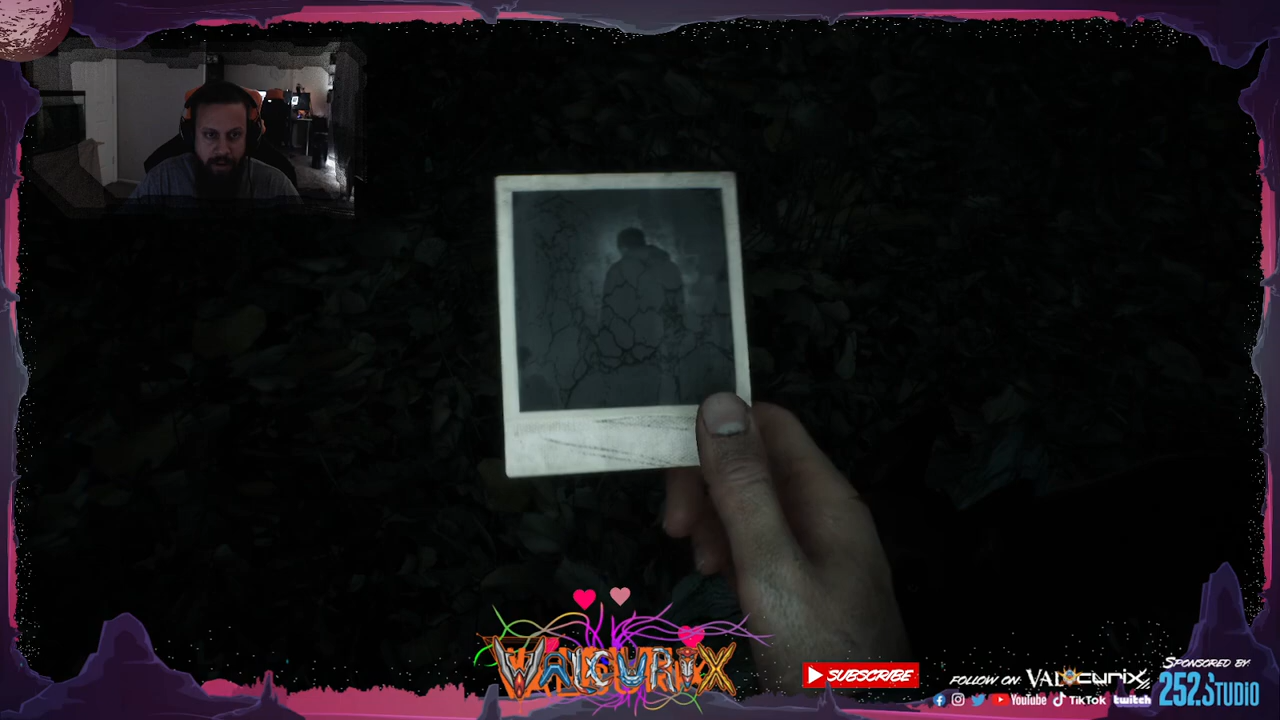 VALCURIX
SUBSCRIBE
FOLLOW ON: VALCURIX
YouTube TikTok twitch
SPONSORED BY:
252.STUDIO